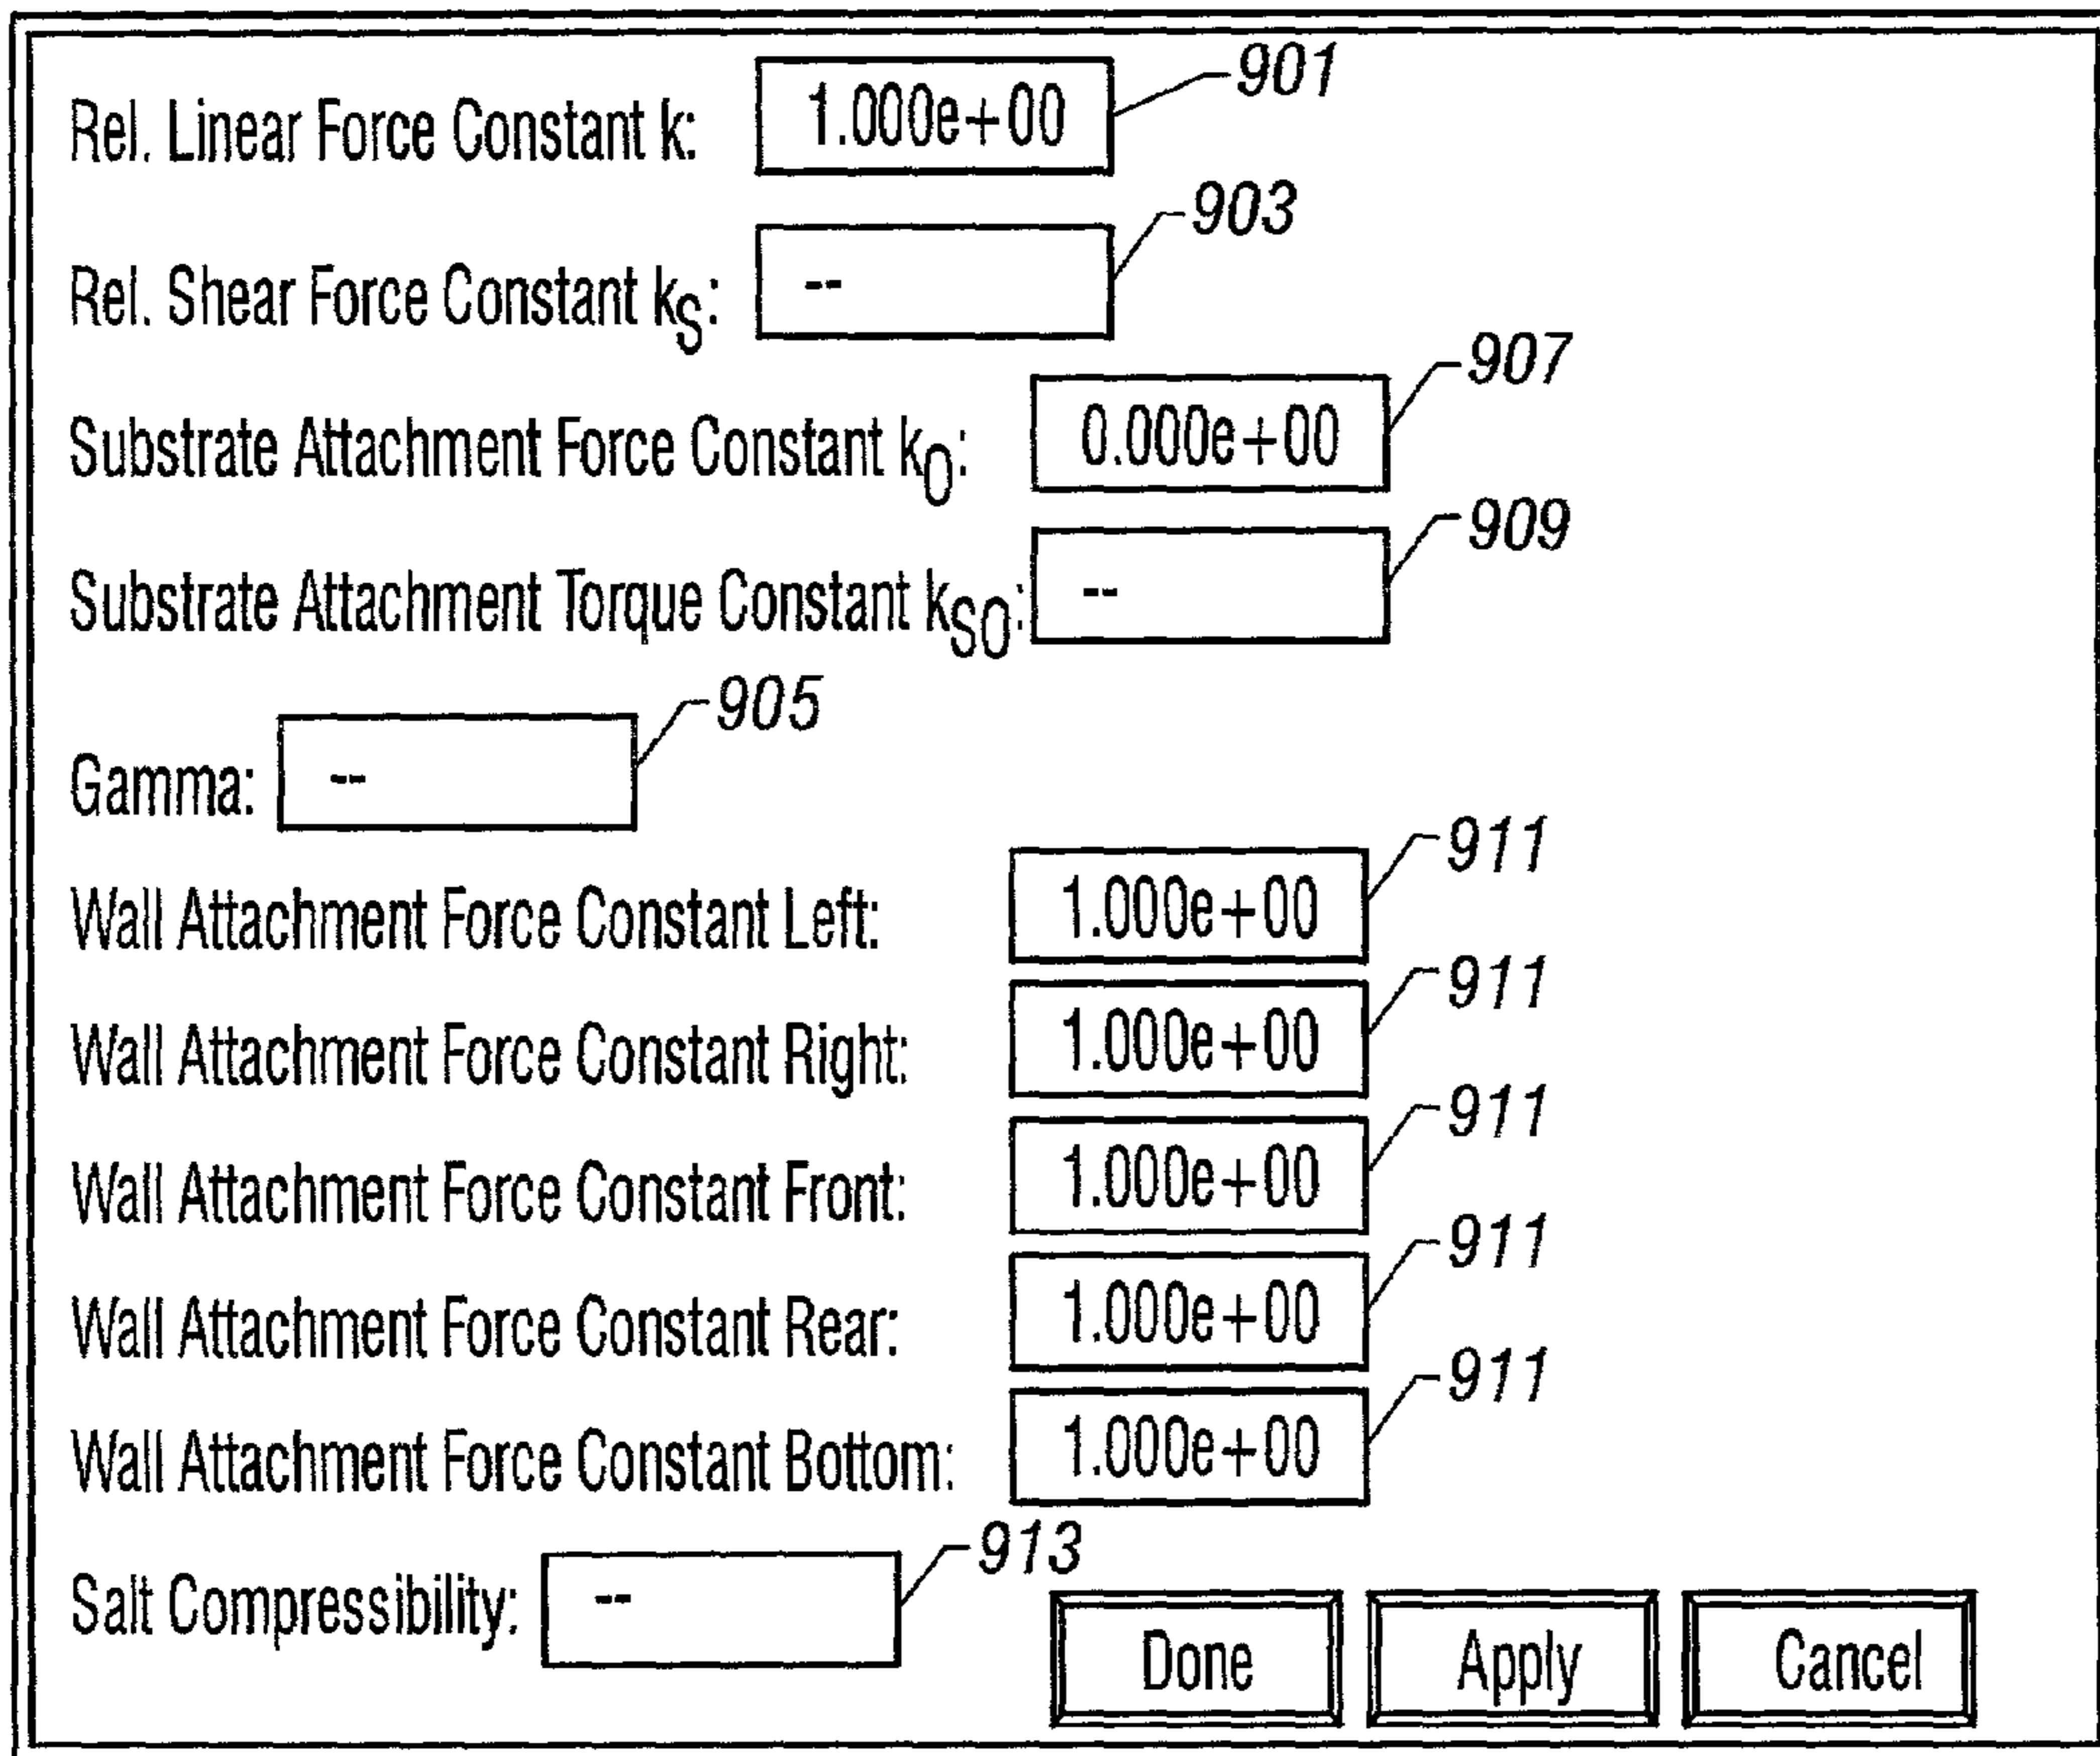 Rel. Linear Force Constant k: 1.000e+00 901
Rel. Shear Force Constant kS: -- 903
Substrate Attachment Force Constant k0: 0.000e+00 907
Substrate Attachment Torque Constant kS0: -- 909
Gamma: -- 905
Wall Attachment Force Constant Left: 1.000e+00 911
Wall Attachment Force Constant Right: 1.000e+00 911
Wall Attachment Force Constant Front: 1.000e+00 911
Wall Attachment Force Constant Rear: 1.000e+00 911
Wall Attachment Force Constant Bottom: 1.000e+00 911
Salt Compressibility: -- 913
Done Apply Cancel